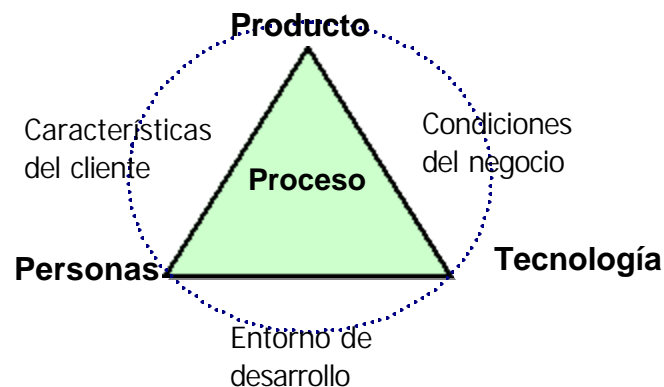 Producto
Características
del cliente
Condiciones
del negocio
Proceso
Personas
Tecnología
Entorno de
desarrollo